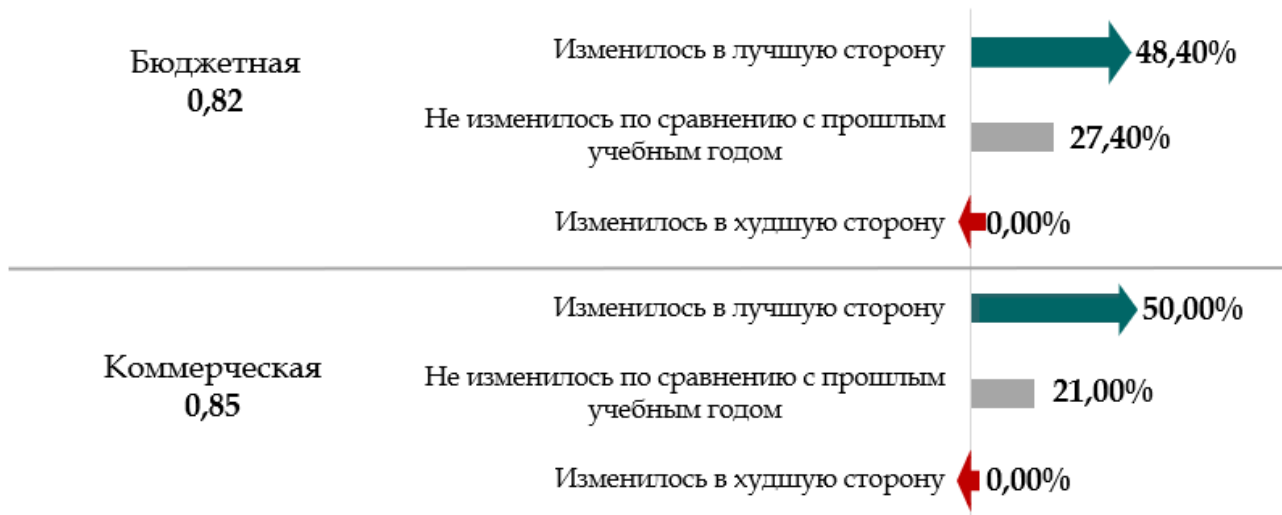 Бюджетная
0,82
Изменилось в лучшую сторону
48,40%
Не изменилось по сравнению с прошлым
учебным годом
27,40%
Изменилось в худшую сторону
0,00%
Коммерческая
0,85
Изменилось в лучшую сторону
50,00%
Не изменилось по сравнению с прошлым
учебным годом
21,00%
Изменилось в худшую сторону
0,00%